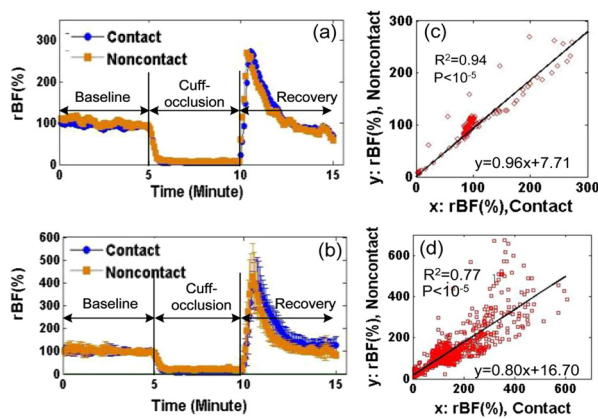 (a)
Contact
Noncontact
Baseline
Cuff-
occlusion
Recovery
rBF(%)
300
200
100
0
0 5 10 15
Time (Minute)
(c)
R²=0.94
P<10⁻⁵
y=0.96x+7.71
y: rBF(%), Noncontact
300
200
100
0
0 100 200 300
x: rBF(%),Contact
(b)
Contact
Noncontact
Baseline
Cuff-
occlusion
Recovery
rBF(%)
600
500
400
300
200
100
0
0 5 10 15
Time (Minute)
(d)
R²=0.77
P<10⁻⁵
y=0.80x+16.70
y: rBF(%), Noncontact
600
400
200
0
0 200 400 600
x: rBF(%), Contact